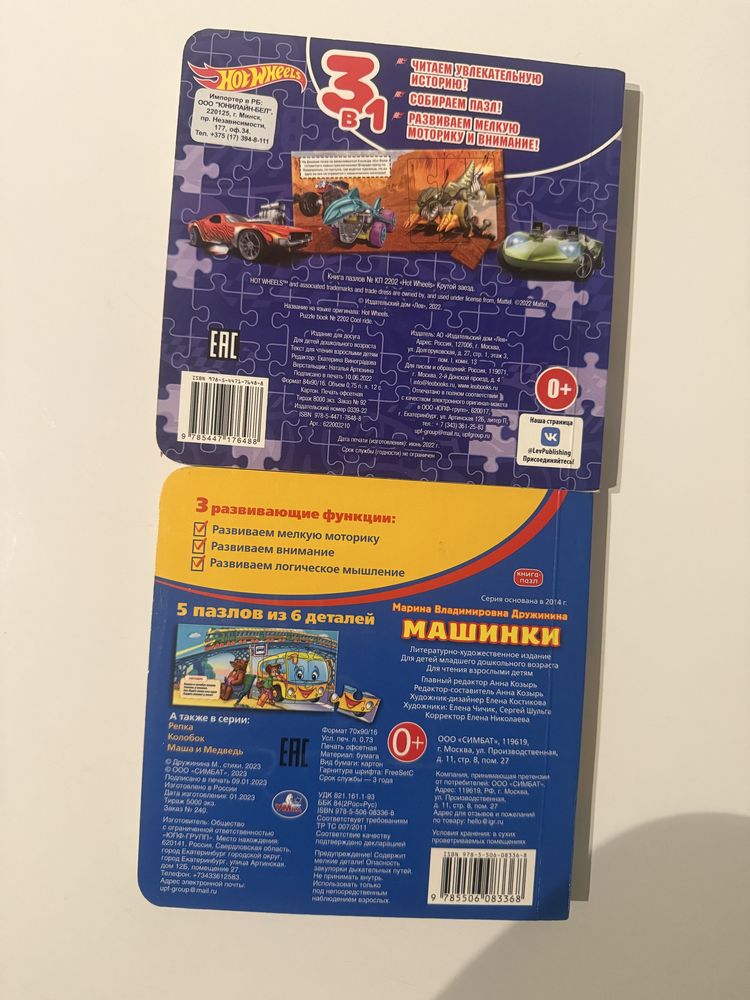 HOT WHEELS
Импортер в РБ:
ООО "ЮНИЛАЙН-БЕЛ",
220125, г. Минск,
пр. Независимости,
177, оф.34.
Тел. +375 (17) 394-8-111
3
в 1
ЧИТАЕМ УВЛЕКАТЕЛЬНУЮ
ИСТОРИЮ!
СОБИРАЕМ ПАЗЛ!
РАЗВИВАЕМ МЕЛКУЮ
МОТОРИКУ И ВНИМАНИЕ!
Книга пазлов № КП 2202 «Hot Wheels» Крутой заезд.
HOT WHEELS™ and associated trademarks and trade dress are owned by, and used under license from, Mattel. ©2022 Mattel.
© Издательский дом «Лев», 2022.
Название на языке оригинала: Hot Wheels.
Puzzle book № 2202 Cool ride.
EAC
Издание для досуга
Для детей дошкольного возраста
Текст для чтения взрослыми детям
Редактор: Екатерина Виноградова
Верстальщик: Наталья Артюхина
Подписано в печать 10.06.2022
Формат 84х90/16. Объем 0,75 п. л. 12 с.
Картон. Печать офсетная
Тираж 8000 экз. Заказ № 92
Издательский номер 0339-22
ISBN 978-5-4471-7648-8
Арт.: 622003210
Издатель: АО «Издательский дом «Лев»
Адрес: Россия, 127006, г. Москва,
ул. Долгоруковская, д. 27, стр. 1, этаж 3,
пом. I, комн. 13
Для писем и обращений: Россия, 119071,
г. Москва, 2-й Донской проезд, д. 4
info@leobooks.ru, www.leobooks.ru
Отпечатано в полном соответствии
с качеством электронного оригинал-макета
в ООО «ЮПФ-груп», 620017,
г. Екатеринбург, ул. Артинская, 12Б, литер П,
тел.: +7 (343) 361-25-83
upf-group@mail.ru, upfgroup.ru
0+
Наша страница
@LevPublishing
Присоединяйтесь!
ISBN 978-5-4471-7648-8
9 785447 176488
Дата печати (изготовления): июнь 2022 г.
Срок службы (годности) не ограничен
3 развивающие функции:
Развиваем мелкую моторику
Развиваем внимание
Развиваем логическое мышление
книга-
пазл
Серия основана в 2014 г.
5 пазлов из 6 деталей
Марина Владимировна Дружинина
МАШИНКИ
Литературно-художественное издание
Для детей младшего дошкольного возраста
Для чтения взрослыми детям
Главный редактор Анна Козырь
Редактор-составитель Анна Козырь
Художник-дизайнер Елена Костикова
Художники: Елена Чичик, Сергей Шульга
Корректор Елена Николаева
А также в серии:
Репка
Колобок
Маша и Медведь
© Дружинина М., стихи. 2023
© ООО «СИМБАТ», 2023
Подписано в печать 09.01.2023
Изготовлено в России
Дата изготовления: 01.2023
Тираж 5000 экз.
Заказ № 240.
Изготовитель: Общество
с ограниченной ответственностью
«ЮПФ-ГРУПП». Место нахождения:
620141, Россия, Свердловская область,
город Екатеринбург городской округ,
город Екатеринбург, улица Артинская,
дом 12Б, помещение 27.
Телефон: +73433612583.
Адрес электронной почты:
upf-group@mail.ru
EAC
Умка
Формат 70х90/16
Усл. печ. л. 0.73
Печать офсетная
Материал: бумага
Вид бумаги: картон
Гарнитура шрифта: FreeSetC
Срок службы — 3 года
УДК 821.161.1-93
ББК 84(2Рос=Рус)
ISBN 978-5-506-08336-8
Соответствует требованиям
ТР ТС 007/2011
Соответствие качеству
подтверждено декларацией
Предупреждение! Содержит
мелкие детали! Опасность
закупорки дыхательных путей.
Не принимать внутрь.
Использовать только
под непосредственным
наблюдением взрослых.
0+
ООО «СИМБАТ», 119619,
г. Москва, ул. Производственная,
д. 11, стр. 8, пом. 27
Компания, принимающая претензии
от потребителей: ООО «СИМБАТ»,
Адрес: 119619, РФ, г. Москва,
ул. Производственная,
д. 11, стр. 8, пом. 27
Адрес для отзывов и пожеланий
по товару: hello@igr.ru
Условия хранения: в сухих
проветриваемых помещениях
ISBN 978-5-506-08336-8
9 785506 083368